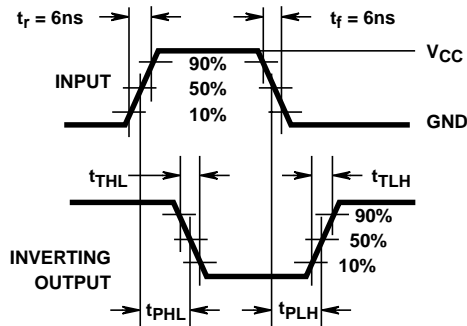 tr = 6ns
tf = 6ns
VCC
INPUT
90%
50%
10%
GND
tTHL
tTLH
90%
50%
10%
INVERTING
OUTPUT
tPHL
tPLH